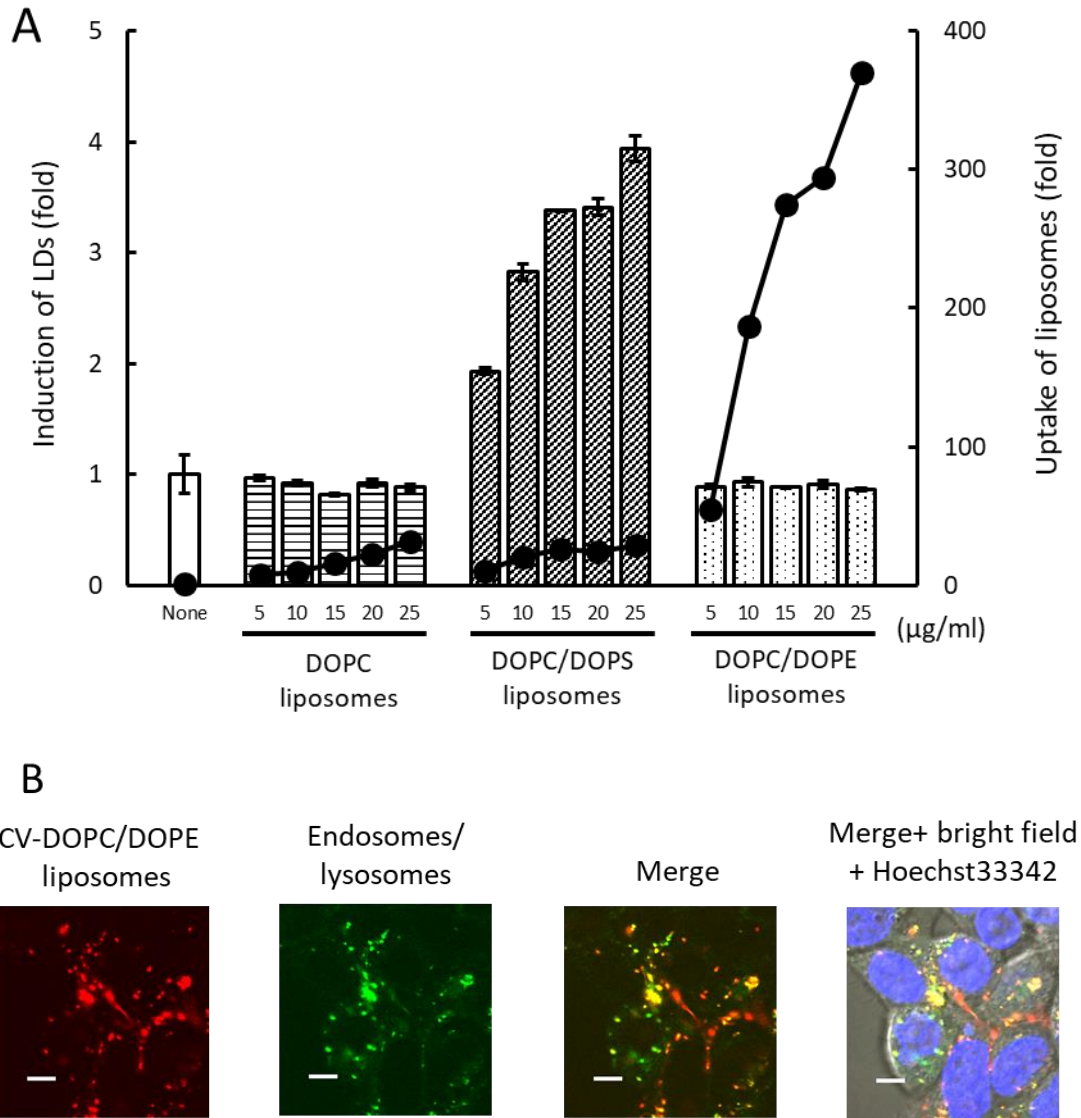 A
5
4
3
2
1
0
Induction of LDs (fold)
400
300
200
100
0
Uptake of liposomes (fold)
None 5 10 15 20 25 5 10 15 20 25 5 10 15 20 25
(μg/ml)
DOPC
liposomes
DOPC/DOPS
liposomes
DOPC/DOPE
liposomes
B
CV-DOPC/DOPE
liposomes
Endosomes/
lysosomes
Merge
Merge+ bright field
+ Hoechst33342